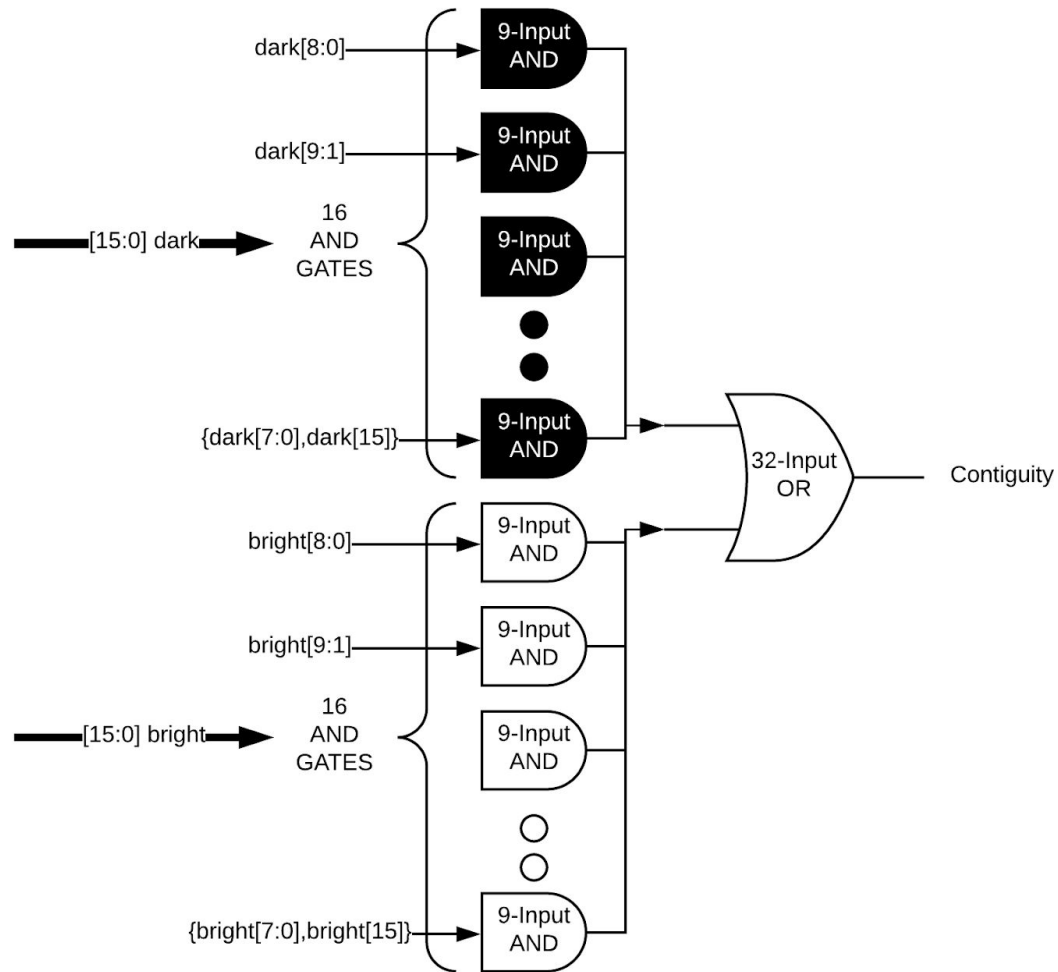 dark[8:0]
9-Input
AND
dark[9:1]
9-Input
AND
[15:0] dark
16
AND
GATES
9-Input
AND
{dark[7:0],dark[15]}
9-Input
AND
32-Input
OR
Contiguity
bright[8:0]
9-Input
AND
bright[9:1]
9-Input
AND
[15:0] bright
16
AND
GATES
9-Input
AND
{bright[7:0],bright[15]}
9-Input
AND